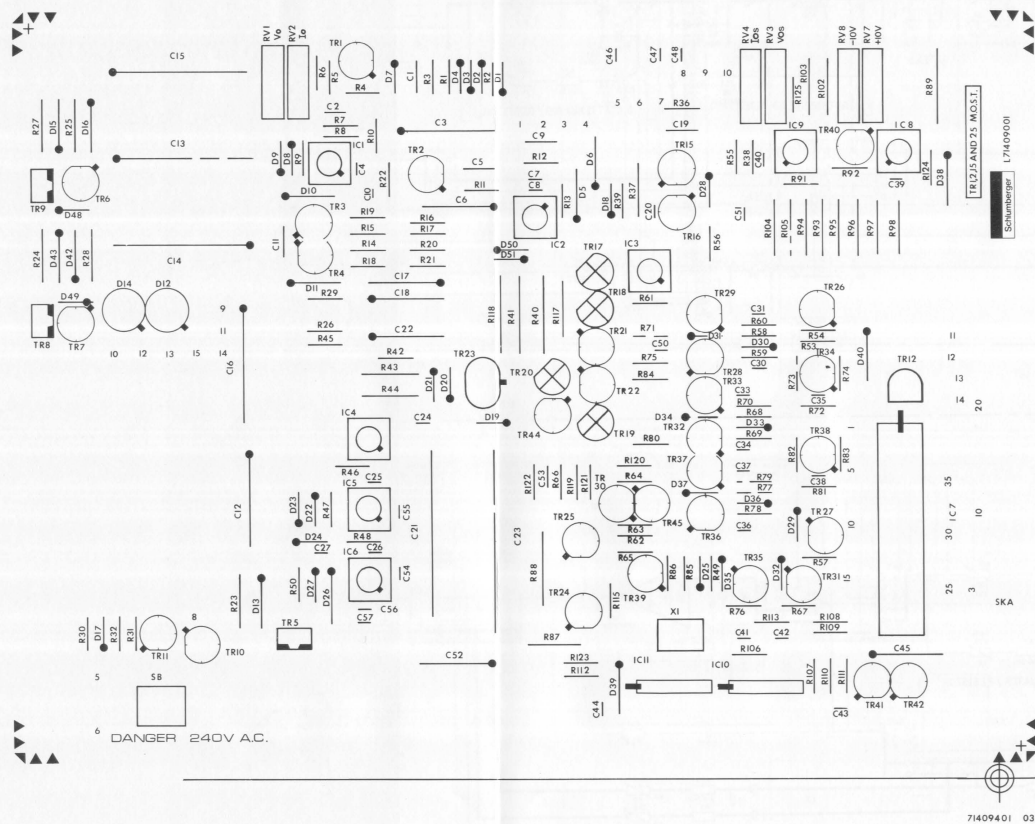 RV1 Vo
RV2 Io
TR1
R6
R5
R4
D7
C1
R3
R1
D4
D3
D2
R2
D1
C46
C47
C48
8 9 10
RV4 Ios
RV3 Vos
R125
R103
R102
RV8 -10V
RV7 +10V
R89
C15
5 6 7
R36
C2
R7
R8
IC1
R10
C3
1 2 3 4
C9
C19
IC9
TR40
IC8
R27
D15
R25
D16
C13
D9
D8
R9
C4
R22
TR2
C5
R11
R12
C7
C8
D6
TR15
R55
R38
C40
R91
R92
C39
R124
D38
TR9
TR6
D48
D10
C10
C6
R13
D5
D18
R39
R37
C20
D28
TR3
R19
R15
R14
R18
R16
R17
R20
R21
IC2
TR16
R56
C51
R104
R105
R94
R93
R95
R96
R97
R98
R24
D43
D42
R28
C14
C11
TR4
D50
D51
TR17
IC3
D11
C17
R29
C18
TR18
R61
D49
D14
D12
TR29
TR26
TR8
TR7
9
11
10 12 13 15 14
C16
R26
R45
C22
R118
R41
R40
R117
TR21
R71
C50
D31
C31
R60
R58
D30
R59
C30
R54
R53
TR34
D40
11
12
13
14
20
TR12
R42
R43
R44
D21
D20
TR23
TR20
R75
R84
TR28
TR33
R73
R74
C33
R70
R68
D33
R69
C34
C35
R72
TR22
IC4
C24
D19
TR44
TR19
D34
TR32
R80
TR38
R82
R83
1
5
R46
C25
IC5
R127
C53
R66
R119
R121
TR30
R120
R64
TR37
D37
C37
R79
R77
D36
R78
C36
C38
R81
C12
D23
D22
R47
C55
C21
C23
35
IC7
30
10
D24
C27
R48
C26
IC6
TR25
R63
R62
TR45
TR36
D29
TR27
10
R65
R57
R23
D13
R50
D27
D26
C54
C56
C57
R88
TR24
R115
TR39
R86
R85
D25
R49
D35
TR35
D32
TR31
15
25
3
SKA
R76
R67
R30
D17
R32
R31
TR11
8
TR10
TR5
R87
X1
R113
C41
C42
R106
R108
R109
5
SB
C52
R123
R112
D39
IC11
IC10
R107
R110
R111
C45
C44
C43
TR41
TR42
6
DANGER 240V A.C.
TR1,2,15 AND 25 M.O.S.T.
Schlumberger
L71409001
71409401 03